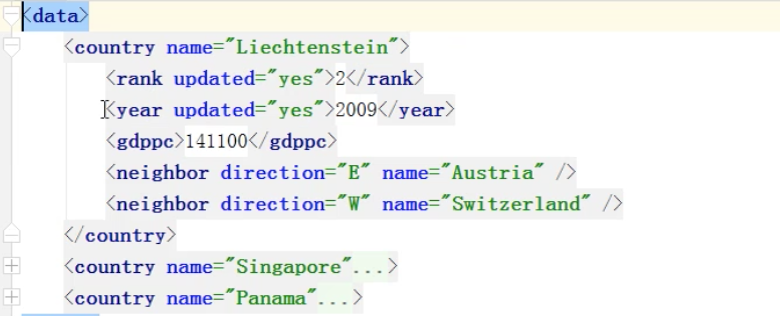 <data>
<country name="Liechtenstein">
<rank updated="yes">2</rank>
<year updated="yes">2009</year>
<gdppc>141100</gdppc>
<neighbor direction="E" name="Austria" />
<neighbor direction="W" name="Switzerland" />
</country>
<country name="Singapore"...>
<country name="Panama"...>